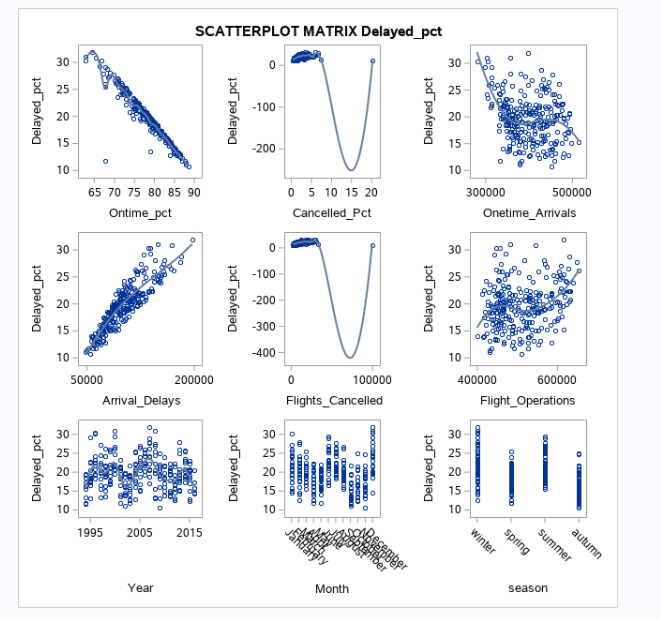 SCATTERPLOT MATRIX Delayed_pct
Delayed_pct
30
25
20
15
10
65 70 75 80 85 90
Ontime_pct
Delayed_pct
0
-100
-200
0 5 10 15 20
Cancelled_Pct
Delayed_pct
30
25
20
15
10
300000 500000
Onetime_Arrivals
Delayed_pct
30
25
20
15
10
50000 200000
Arrival_Delays
Delayed_pct
0
-100
-200
-300
-400
0 100000
Flights_Cancelled
Delayed_pct
30
25
20
15
10
400000 600000
Flight_Operations
Delayed_pct
30
25
20
15
10
1995 2005 2015
Year
Delayed_pct
30
25
20
15
10
December
Month
Delayed_pct
30
25
20
15
10
winter spring summer autumn
season